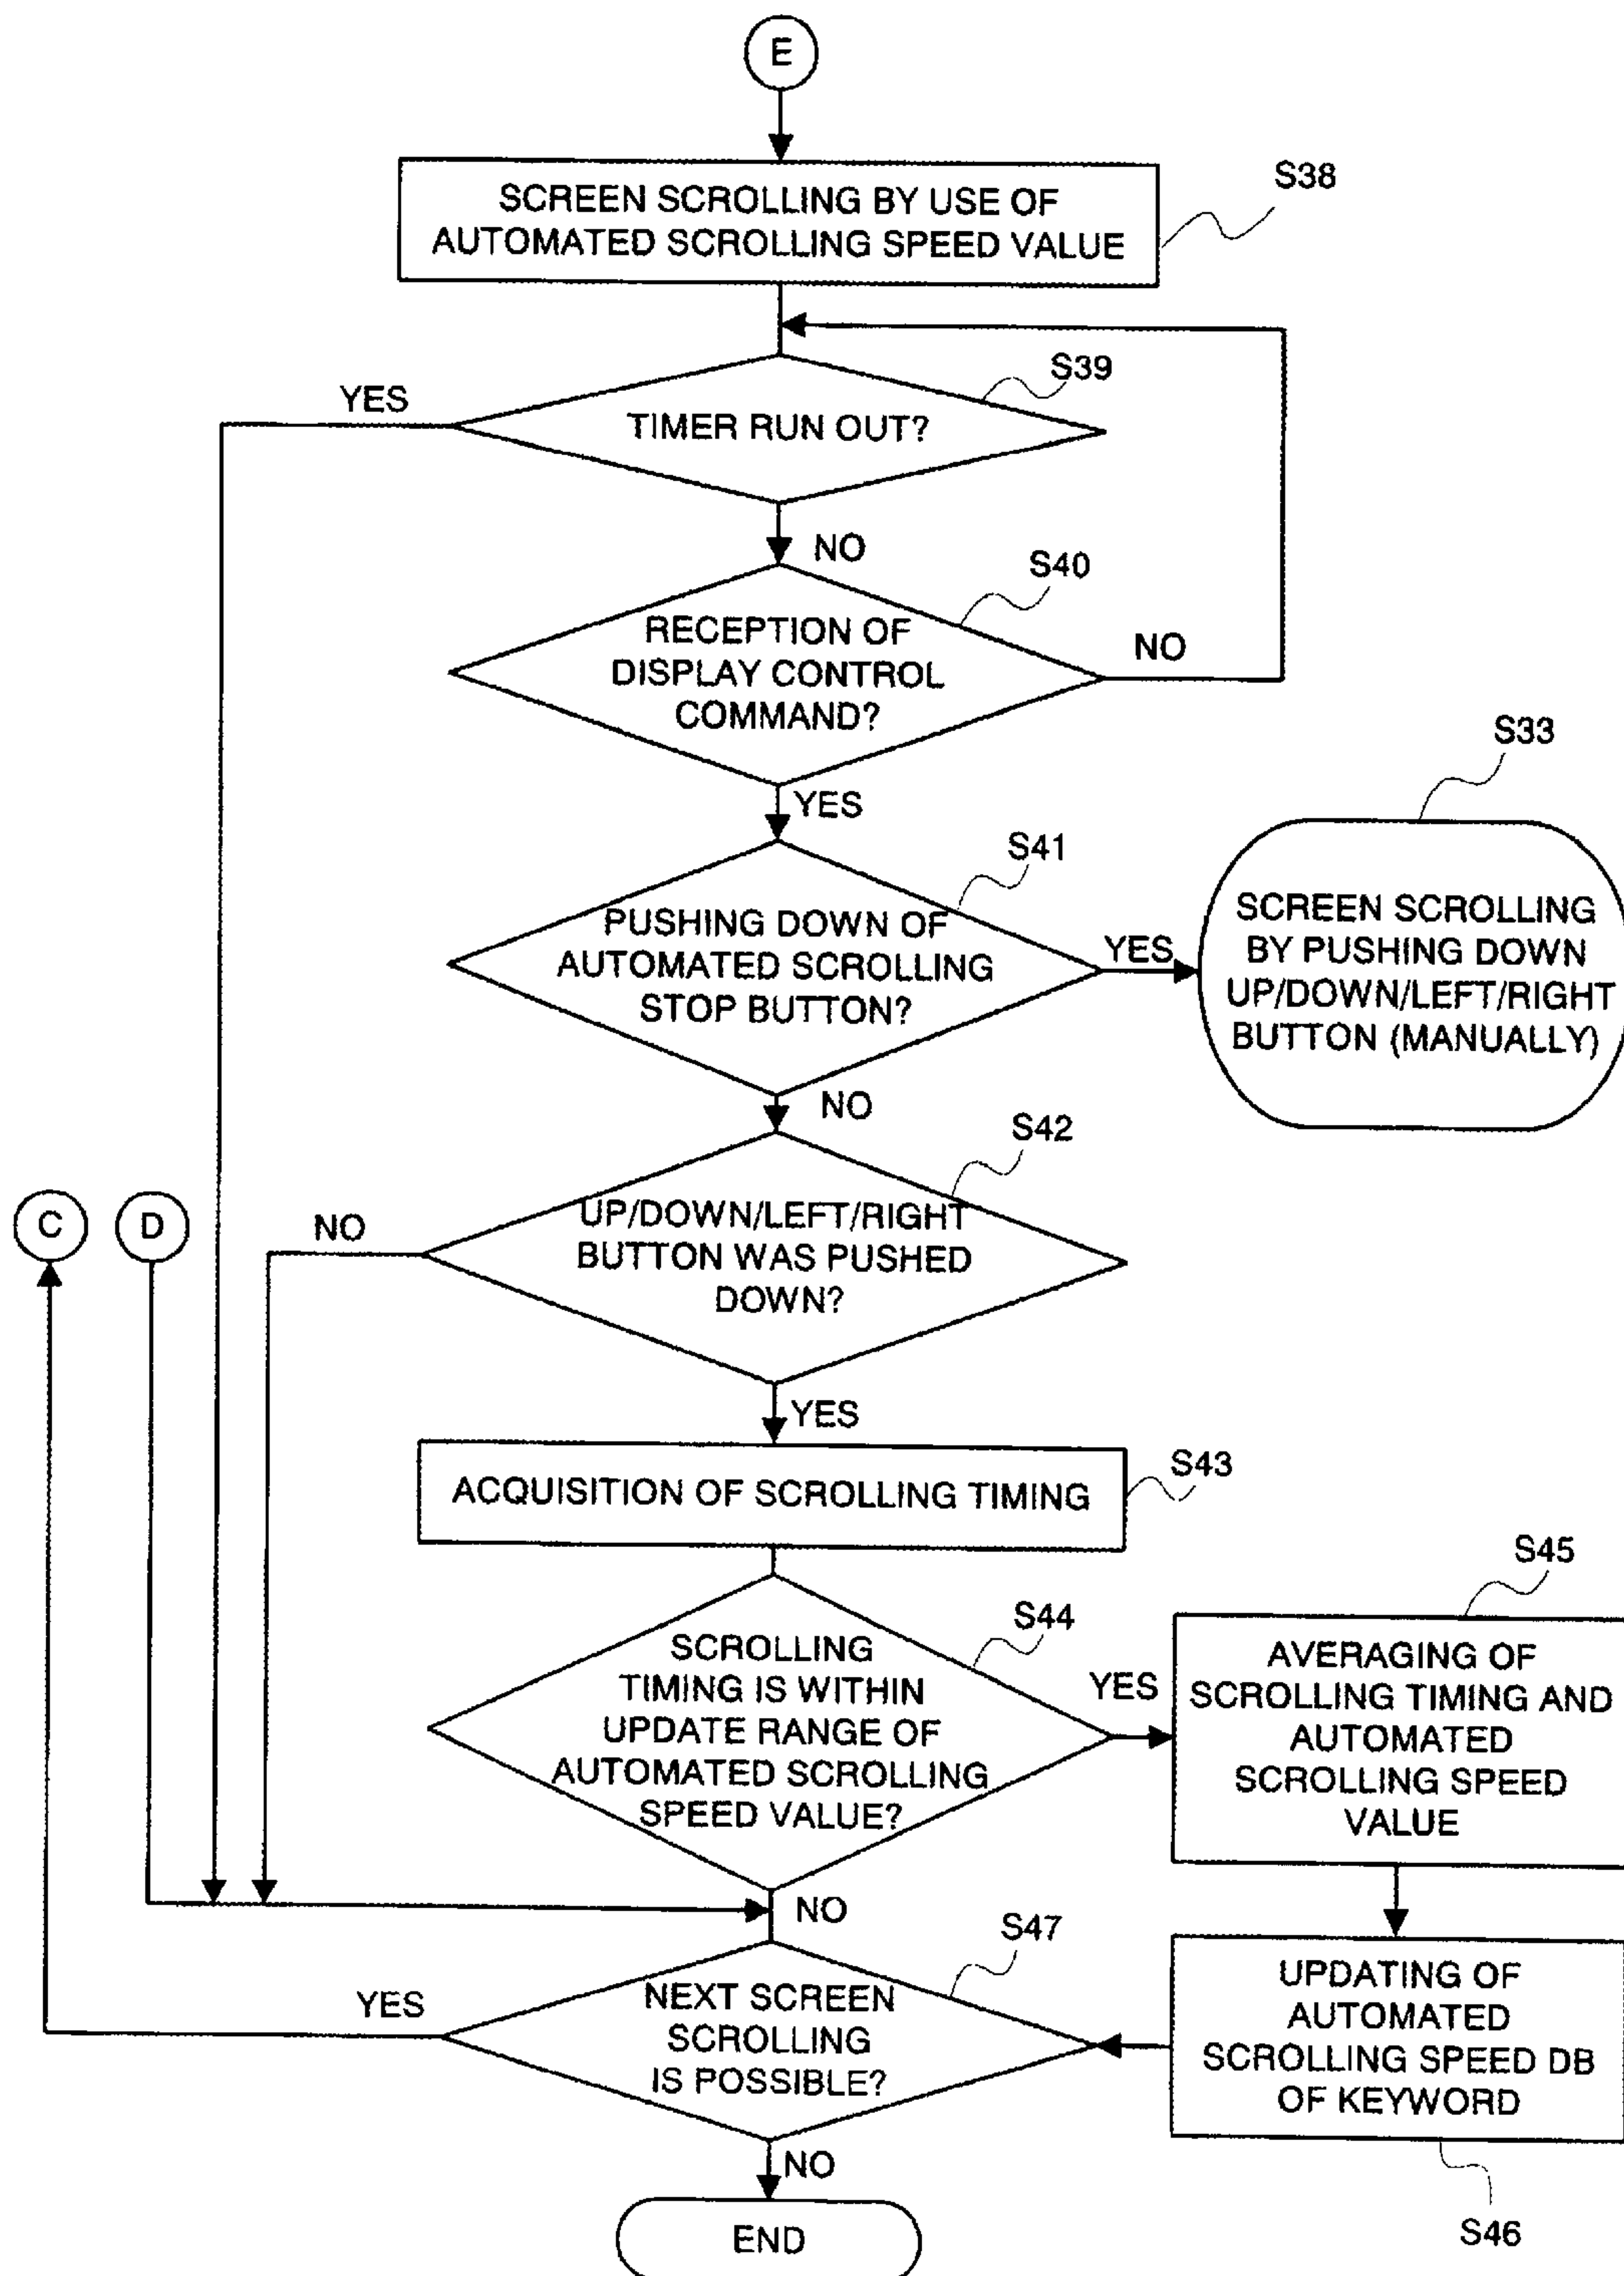 E
SCREEN SCROLLING BY USE OF
AUTOMATED SCROLLING SPEED VALUE
S38
S39
YES
TIMER RUN OUT?
NO
S40
RECEPTION OF
DISPLAY CONTROL
COMMAND?
NO
YES
S33
S41
PUSHING DOWN OF
AUTOMATED SCROLLING
STOP BUTTON?
YES
SCREEN SCROLLING
BY PUSHING DOWN
UP/DOWN/LEFT/RIGHT
BUTTON (MANUALLY)
NO
S42
C
D
NO
UP/DOWN/LEFT/RIGHT
BUTTON WAS PUSHED
DOWN?
YES
ACQUISITION OF SCROLLING TIMING
S43
S44
SCROLLING
TIMING IS WITHIN
UPDATE RANGE OF
AUTOMATED SCROLLING
SPEED VALUE?
YES
S45
AVERAGING OF
SCROLLING TIMING AND
AUTOMATED
SCROLLING SPEED
VALUE
NO
S47
YES
NEXT SCREEN
SCROLLING
IS POSSIBLE?
UPDATING OF
AUTOMATED
SCROLLING SPEED DB
OF KEYWORD
S46
NO
END